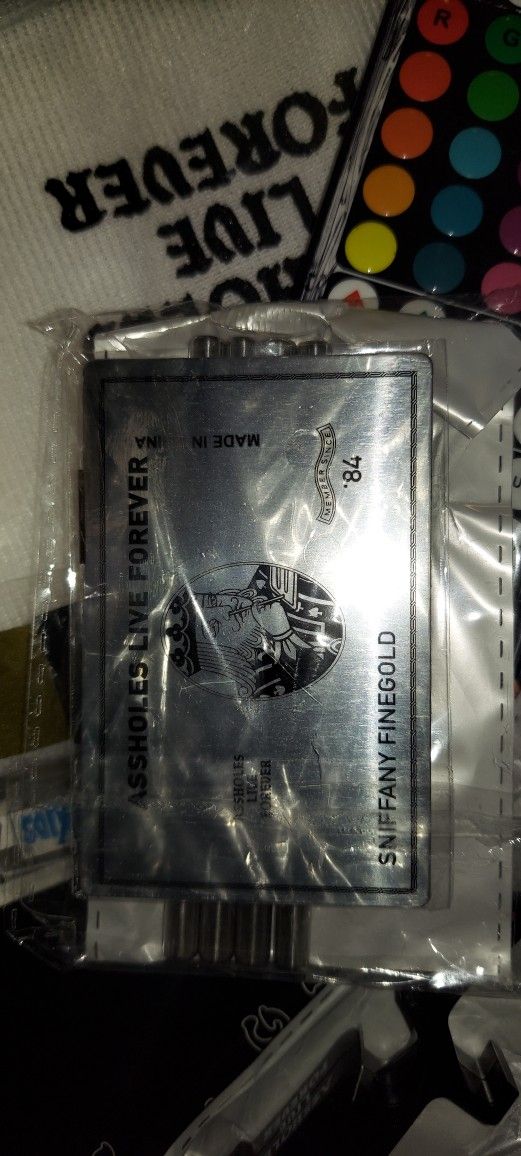 ASSHOLES LIVE FOREVER
MADE IN
MEMBER SINCE
'84
ASSHOLES
LIVE
FOREVER
SNIFFANY FINEGOLD
LIVE
FOREVER
R
G